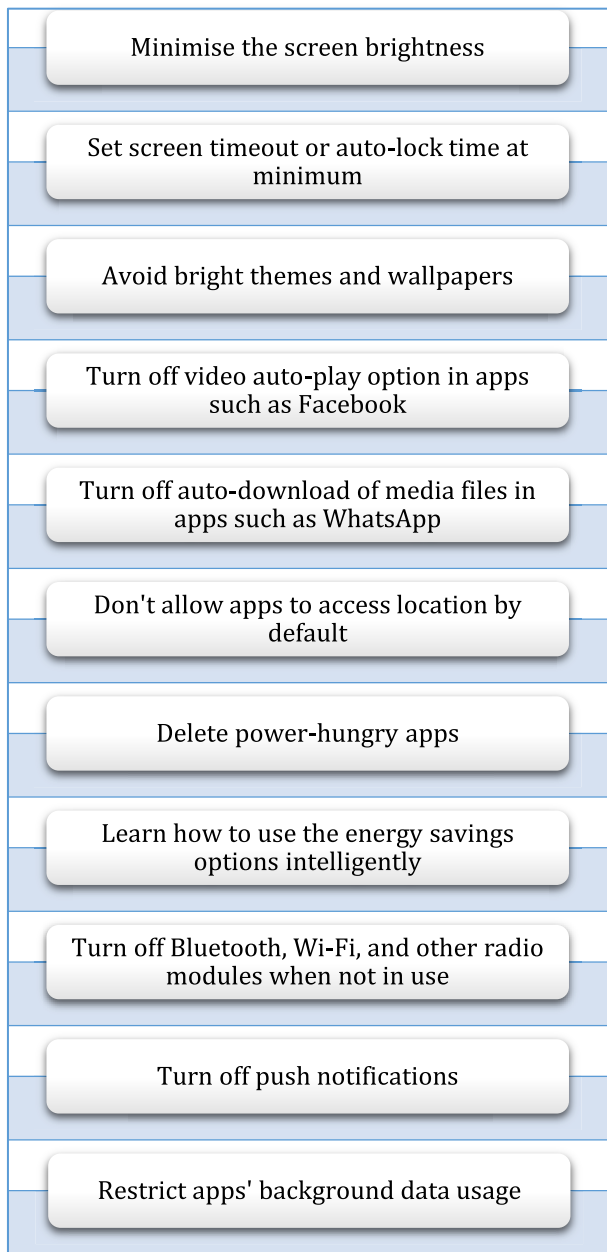 Minimise the screen brightness
Set screen timeout or auto-lock time at
minimum
Avoid bright themes and wallpapers
Turn off video auto-play option in apps
such as Facebook
Turn off auto-download of media files in
apps such as WhatsApp
Don't allow apps to access location by
default
Delete power-hungry apps
Learn how to use the energy savings
options intelligently
Turn off Bluetooth, Wi-Fi, and other radio
modules when not in use
Turn off push notifications
Restrict apps' background data usage